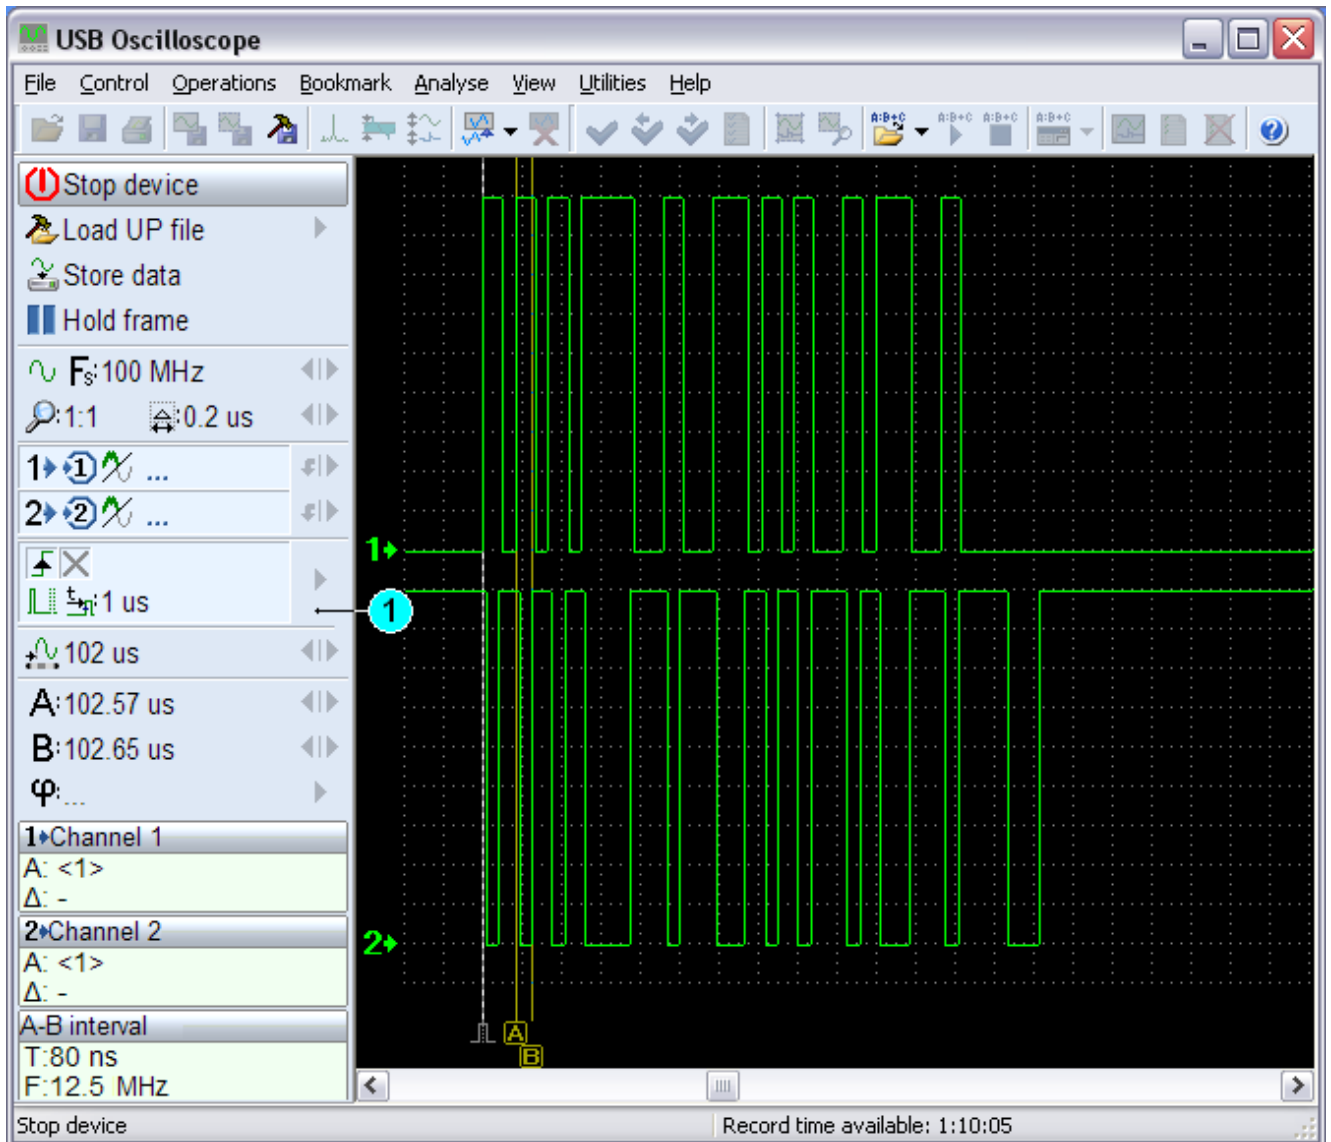 USB Oscilloscope
File Control Operations Bookmark Analyse View Utilities Help
A:B+C A:B+C A:B+C A:B+C
Stop device
Load UP file
Store data
Hold frame
Fs:100 MHz
:1:1 :0.2 us
1 1 ...
2 2 ...
t :1 us
1
102 us
A:102.57 us
B:102.65 us
φ:...
1 Channel 1
A: <1>
Δ: -
2 Channel 2
A: <1>
Δ: -
A-B interval
T:80 ns
F:12.5 MHz
1
2
A
B
Stop device Record time available: 1:10:05